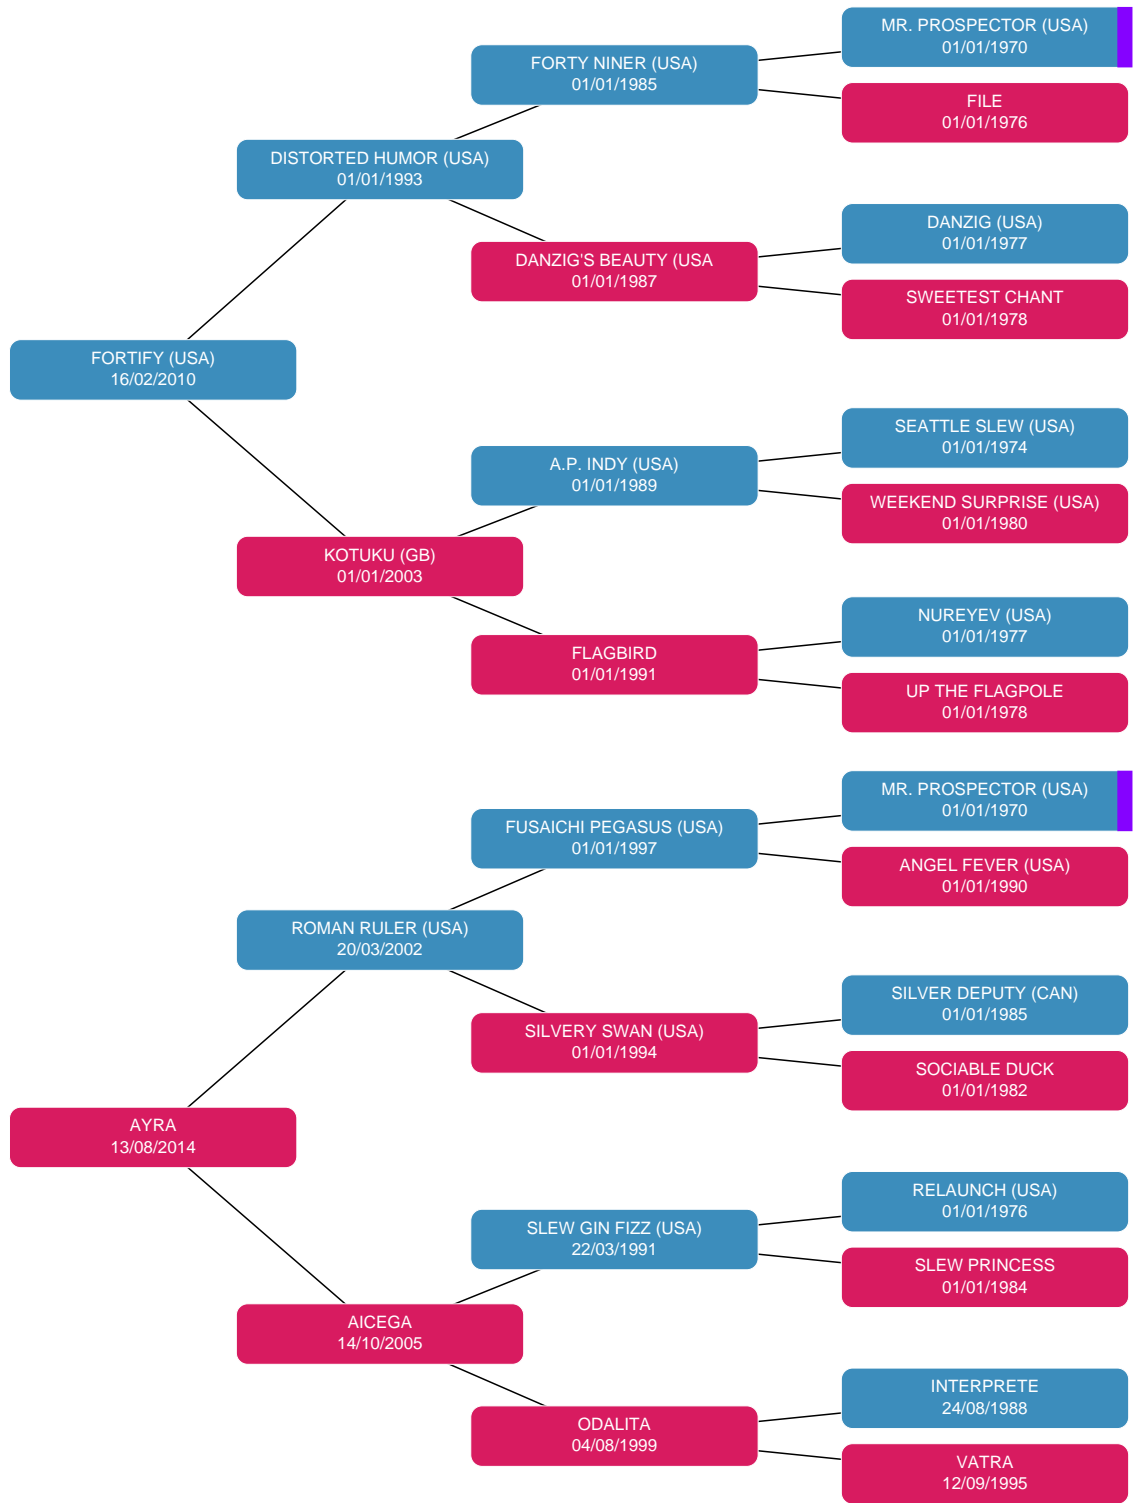 MR. PROSPECTOR (USA)
01/01/1970
FORTY NINER (USA)
01/01/1985
FILE
01/01/1976
DISTORTED HUMOR (USA)
01/01/1993
DANZIG (USA)
01/01/1977
DANZIG'S BEAUTY (USA
01/01/1987
SWEETEST CHANT
01/01/1978
FORTIFY (USA)
16/02/2010
SEATTLE SLEW (USA)
01/01/1974
A.P. INDY (USA)
01/01/1989
WEEKEND SURPRISE (USA)
01/01/1980
KOTUKU (GB)
01/01/2003
NUREYEV (USA)
01/01/1977
FLAGBIRD
01/01/1991
UP THE FLAGPOLE
01/01/1978
MR. PROSPECTOR (USA)
01/01/1970
FUSAICHI PEGASUS (USA)
01/01/1997
ANGEL FEVER (USA)
01/01/1990
ROMAN RULER (USA)
20/03/2002
SILVER DEPUTY (CAN)
01/01/1985
SILVERY SWAN (USA)
01/01/1994
SOCIABLE DUCK
01/01/1982
AYRA
13/08/2014
RELAUNCH (USA)
01/01/1976
SLEW GIN FIZZ (USA)
22/03/1991
SLEW PRINCESS
01/01/1984
AICEGA
14/10/2005
INTERPRETE
24/08/1988
ODALITA
04/08/1999
VATRA
12/09/1995